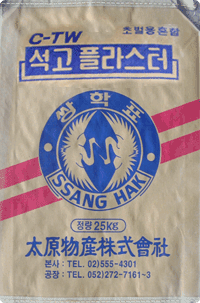 C-TW
초벌용혼합
석고 플라스터
쌍학표
SSANG HAK
정량 25kg
太原物産株式會社
본사 : TEL. 02)555-4301
공장 : TEL. 052)272-7161~3